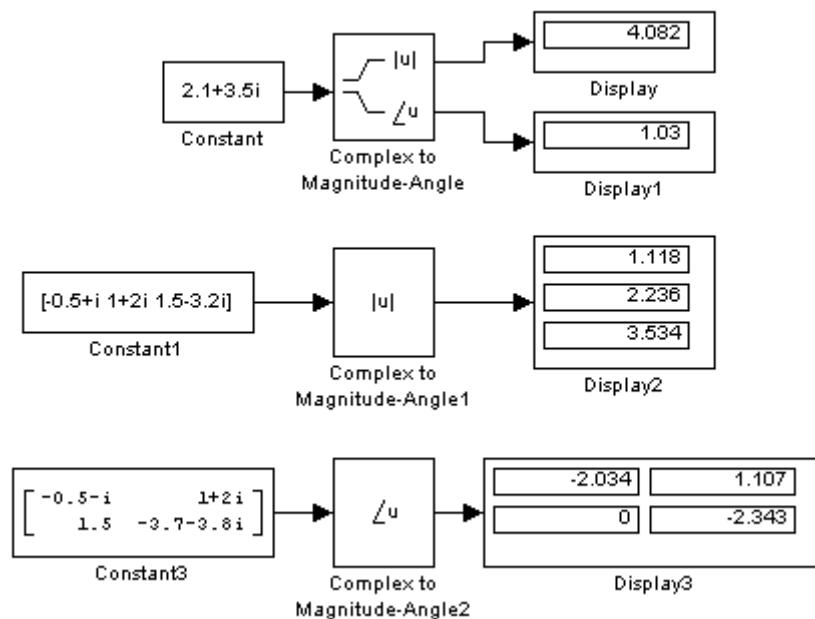 4.082
|u|
2.1+3.5i
Display
∠u
Constant
1.03
Complex to
Magnitude-Angle
Display1
1.118
[-0.5+i 1+2i 1.5-3.2i]
|u|
2.236
3.534
Constant1
Complex to
Magnitude-Angle1
Display2
-0.5-i 1+2i
1.5 -3.7-3.8i
∠u
-2.034 1.107
0 -2.343
Constant3
Complex to
Magnitude-Angle2
Display3